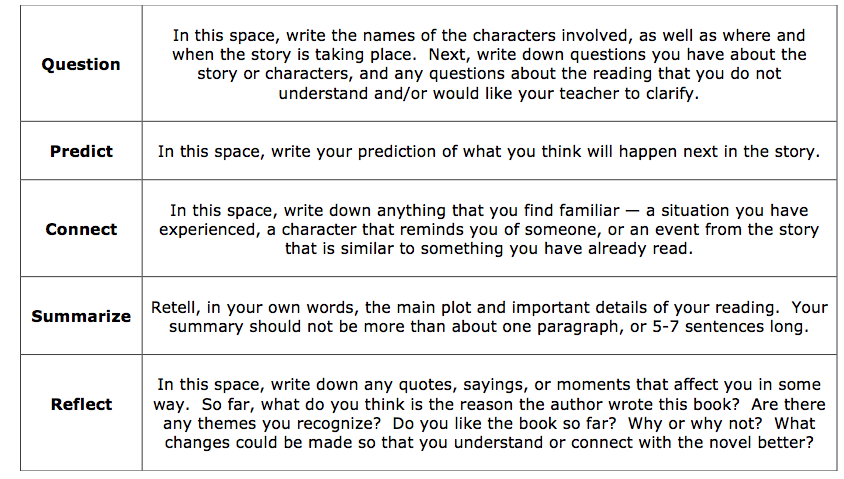 Question
In this space, write the names of the characters involved, as well as where and
when the story is taking place.  Next, write down questions you have about the
story or characters, and any questions about the reading that you do not
understand and/or would like your teacher to clarify.
Predict
In this space, write your prediction of what you think will happen next in the story.
Connect
In this space, write down anything that you find familiar — a situation you have
experienced, a character that reminds you of someone, or an event from the story
that is similar to something you have already read.
Summarize
Retell, in your own words, the main plot and important details of your reading.  Your
summary should not be more than about one paragraph, or 5-7 sentences long.
Reflect
In this space, write down any quotes, sayings, or moments that affect you in some
way.  So far, what do you think is the reason the author wrote this book?  Are there
any themes you recognize?  Do you like the book so far?  Why or why not?  What
changes could be made so that you understand or connect with the novel better?